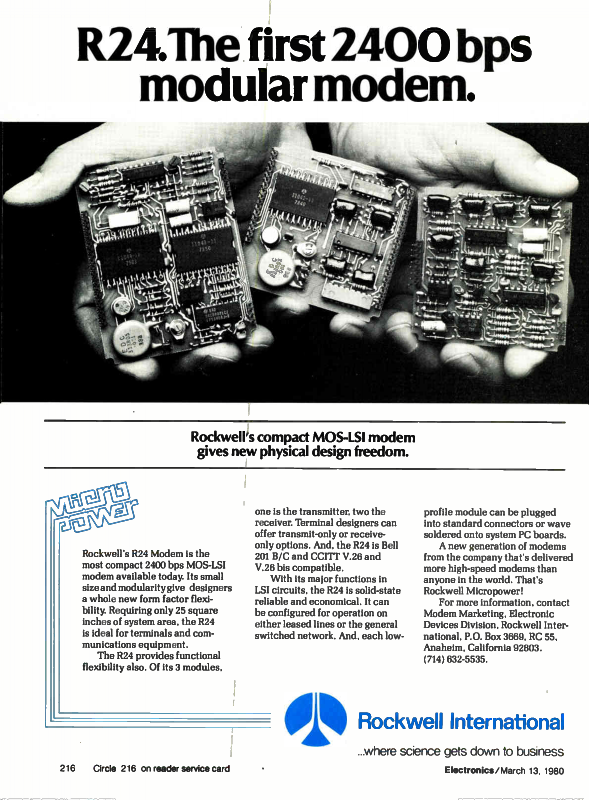 R24. The first 2400 bps
modular modem.
Rockwell's compact MOS-LSI modem
gives new physical design freedom.
Micro
Power
Rockwell's R24 Modem is the
most compact 2400 bps MOS-LSI
modem available today. Its small
size and modularity give designers
a whole new form factor flexi-
bility. Requiring only 25 square
inches of system area, the R24
is ideal for terminals and com-
munications equipment.
The R24 provides functional
flexibility also. Of its 3 modules,
one is the transmitter, two the
receiver. Terminal designers can
offer transmit-only or receive-
only options. And, the R24 is Bell
201 B/C and CCITT V.26 and
V.26 bis compatible.
With its major functions in
LSI circuits, the R24 is solid-state
reliable and economical. It can
be configured for operation on
either leased lines or the general
switched network. And, each low-
profile module can be plugged
into standard connectors or wave
soldered onto system PC boards.
A new generation of modems
from the company that's delivered
more high-speed modems than
anyone in the world. That's
Rockwell Micropower!
For more information, contact
Modem Marketing, Electronic
Devices Division, Rockwell Inter-
national, P.O. Box 3669, RC 55,
Anaheim, California 92803.
(714) 632-5535.
Rockwell International
...where science gets down to business
216 Circle 216 on reader service card
Electronics/March 13, 1980